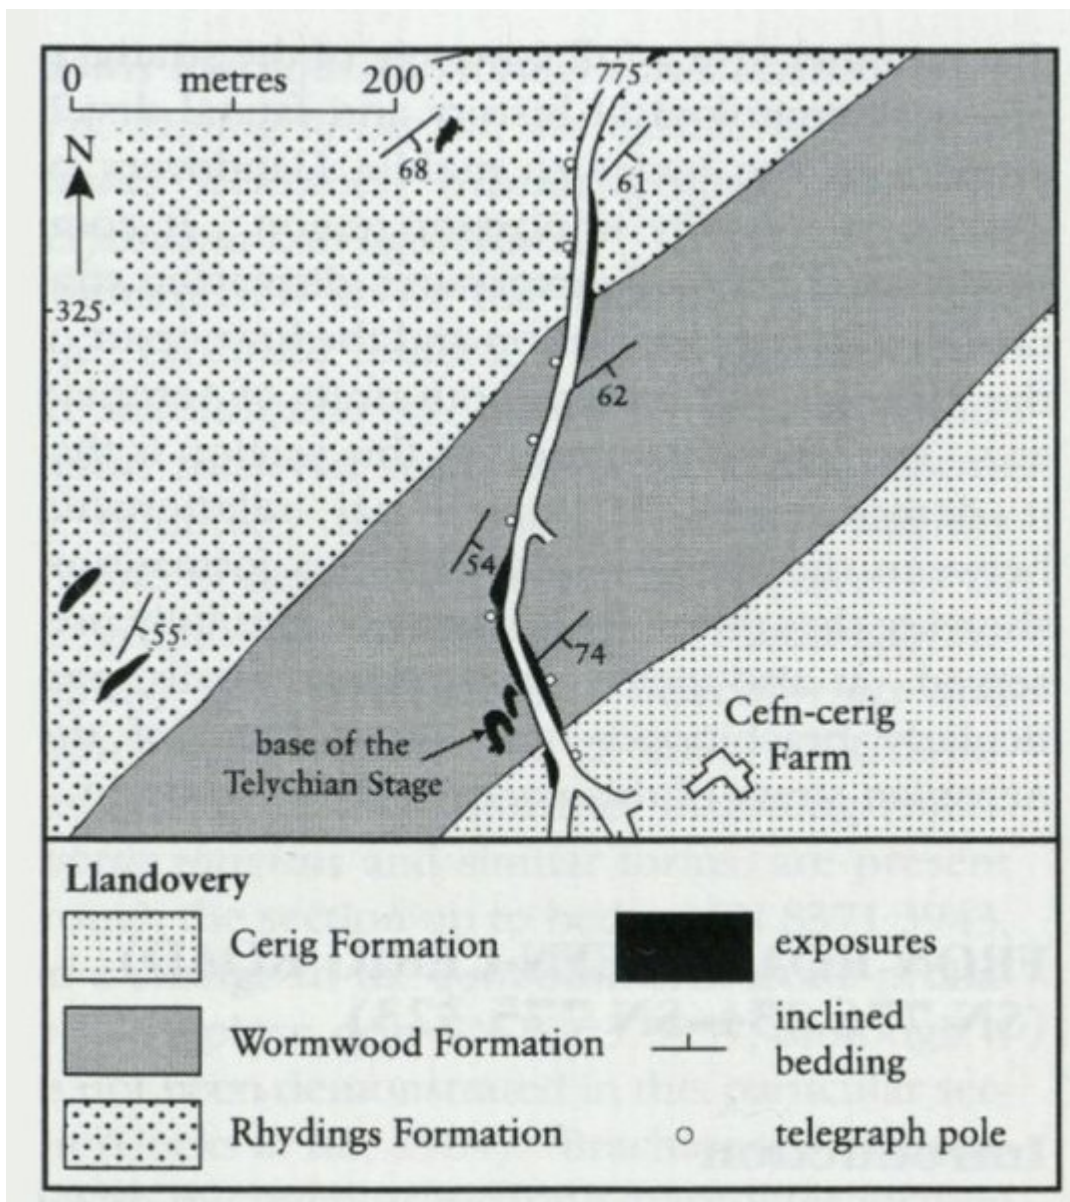 0 metres 200
775
N
68
61
325
62
54
55
74
Cefn-cerig
Farm
base of the
Telychian Stage
Llandovery
Cerig Formation
exposures
Wormwood Formation
inclined
bedding
Rhydings Formation
telegraph pole